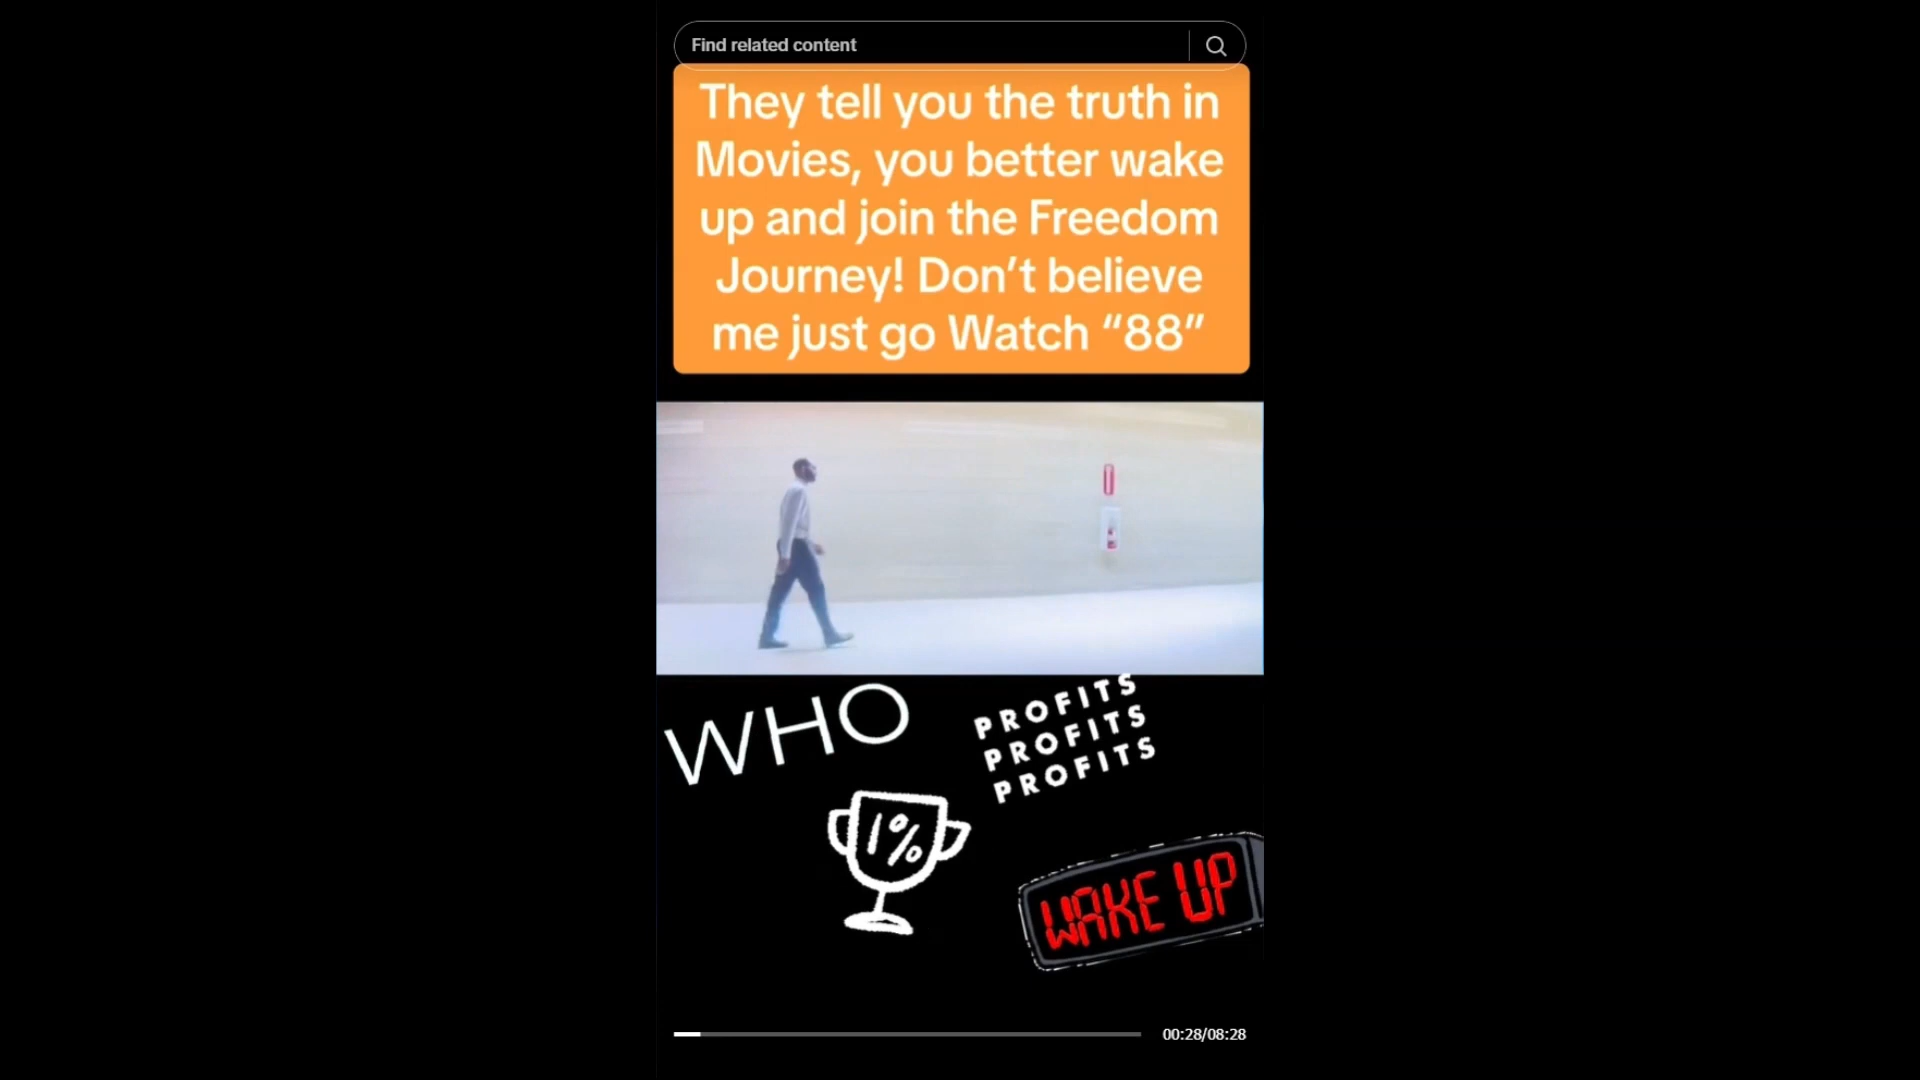 Find related content
They tell you the truth in
Movies, you better wake
up and join the Freedom
Journey! Don’t believe
me just go Watch “88”
WHO
PROFITS
PROFITS
PROFITS
1%
WAKE UP
00:28/08:28